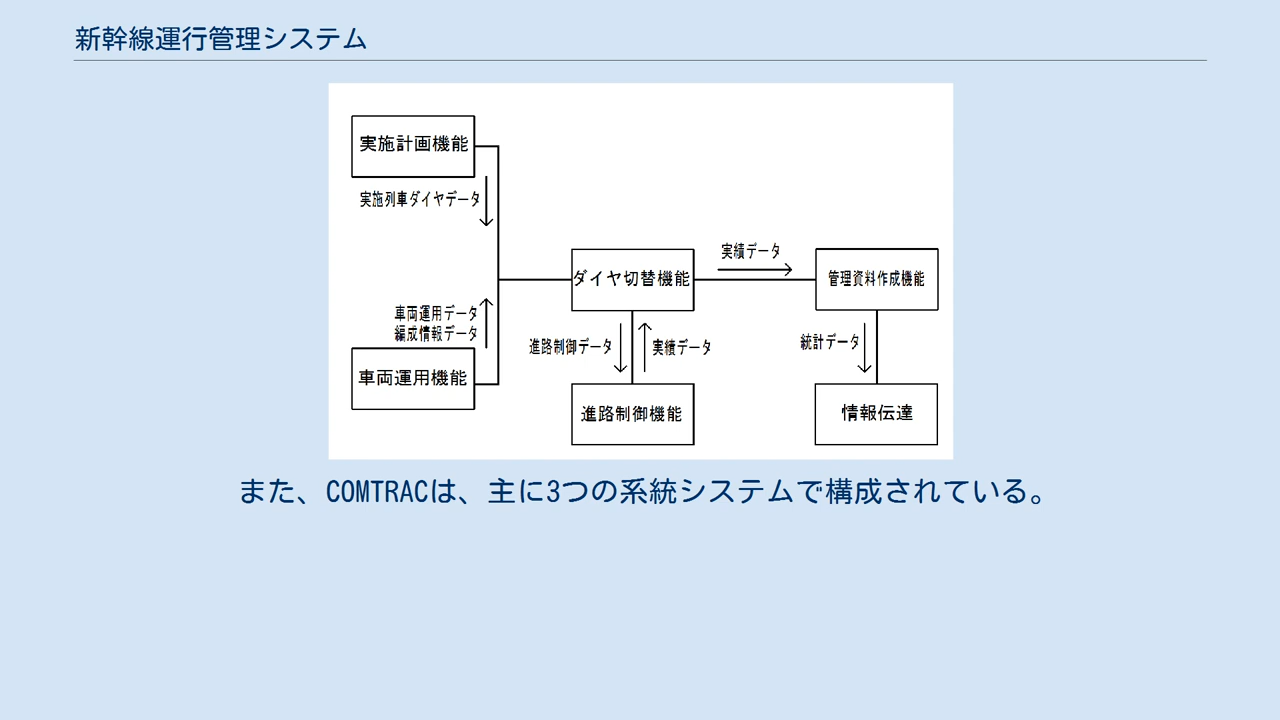 新幹線運行管理システム
実施計画機能
実施列車ダイヤデータ
車両運用データ
編成情報データ
車両運用機能
ダイヤ切替機能
進路制御データ
実績データ
進路制御機能
実績データ
管理資料作成機能
統計データ
情報伝達
また、COMTRACは、主に3つの系統システムで構成されている。